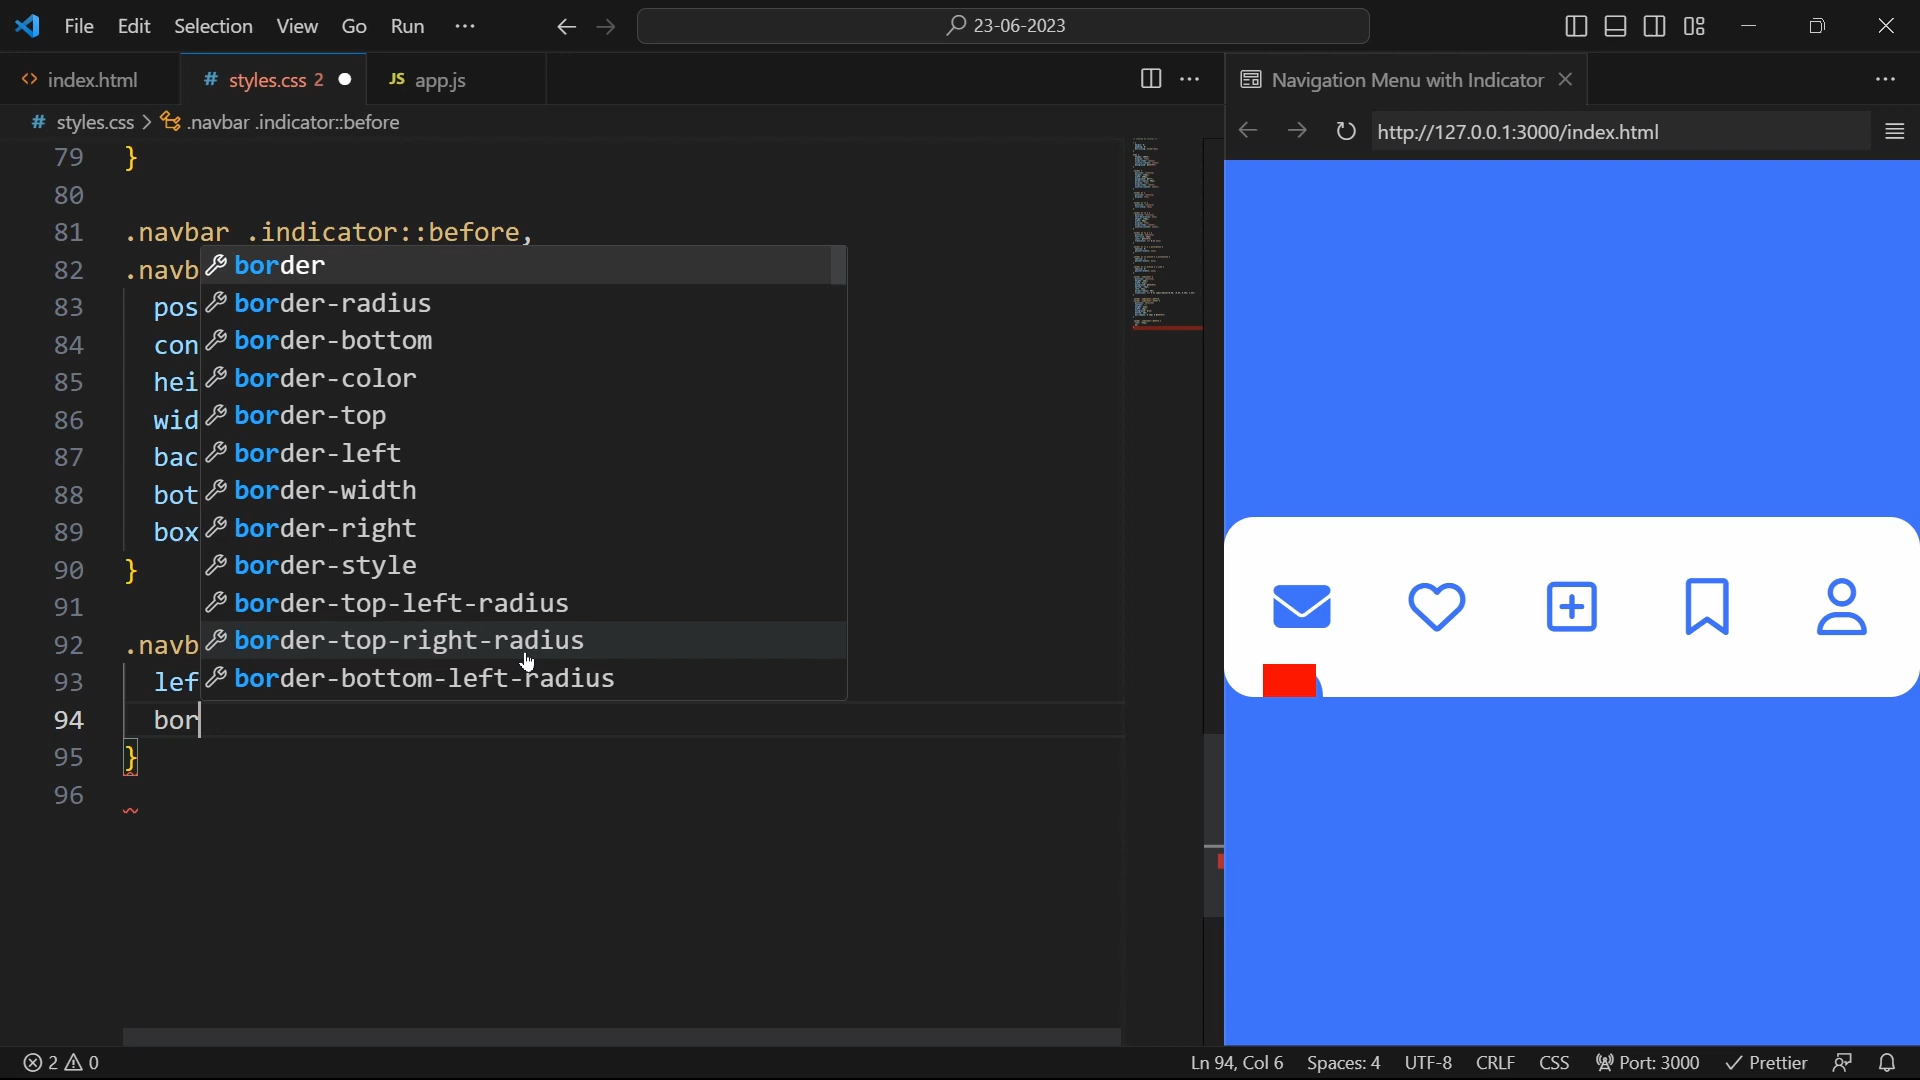 File Edit Selection View Go Run ··· 23-06-2023
index.html # styles.css 2 JS app.js ···
Navigation Menu with Indicator ···
# styles.css > .navbar .indicator::before
http://127.0.0.1:3000/index.html
79 }
80
81 .navbar .indicator::before,
82 .navb
border
83 pos
border-radius
84 con
border-bottom
85 hei
border-color
86 wid
border-top
87 bac
border-left
88 bot
border-width
89 box
border-right
90 }
border-style
91
border-top-left-radius
92 .navb
border-top-right-radius
93 lef
border-bottom-left-radius
94 bor
95 }
96
2 0 Ln 94, Col 6 Spaces: 4 UTF-8 CRLF CSS Port: 3000 Prettier